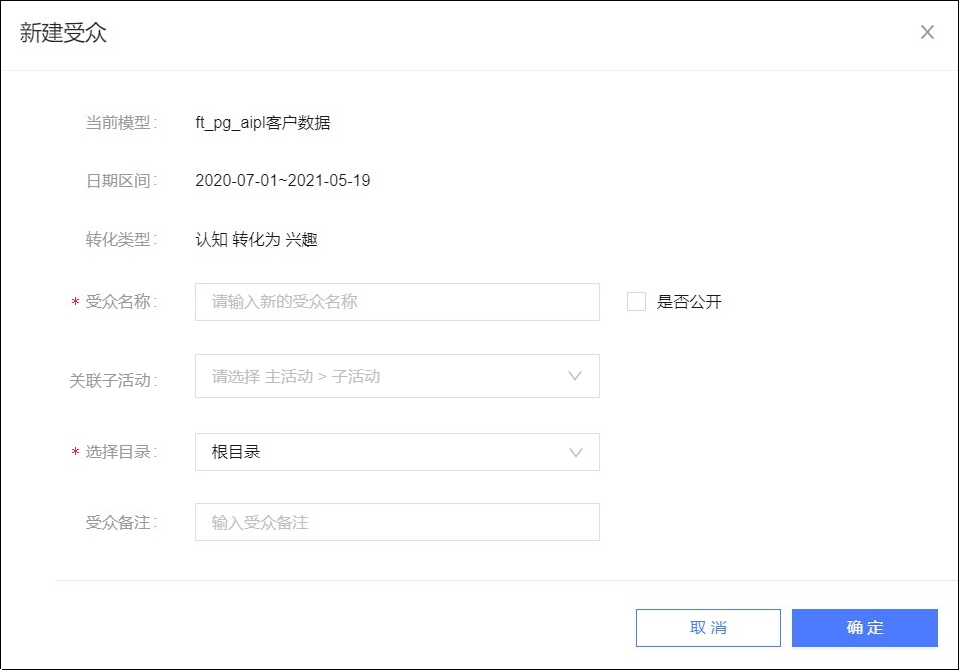 新建受众
当前模型: ft_pg_aipl客户数据
日期区间: 2020-07-01~2021-05-19
转化类型: 认知 转化为 兴趣
* 受众名称: 请输入新的受众名称 是否公开
关联子活动: 请选择 主活动 > 子活动
* 选择目录: 根目录
受众备注: 输入受众备注
取 消 确 定